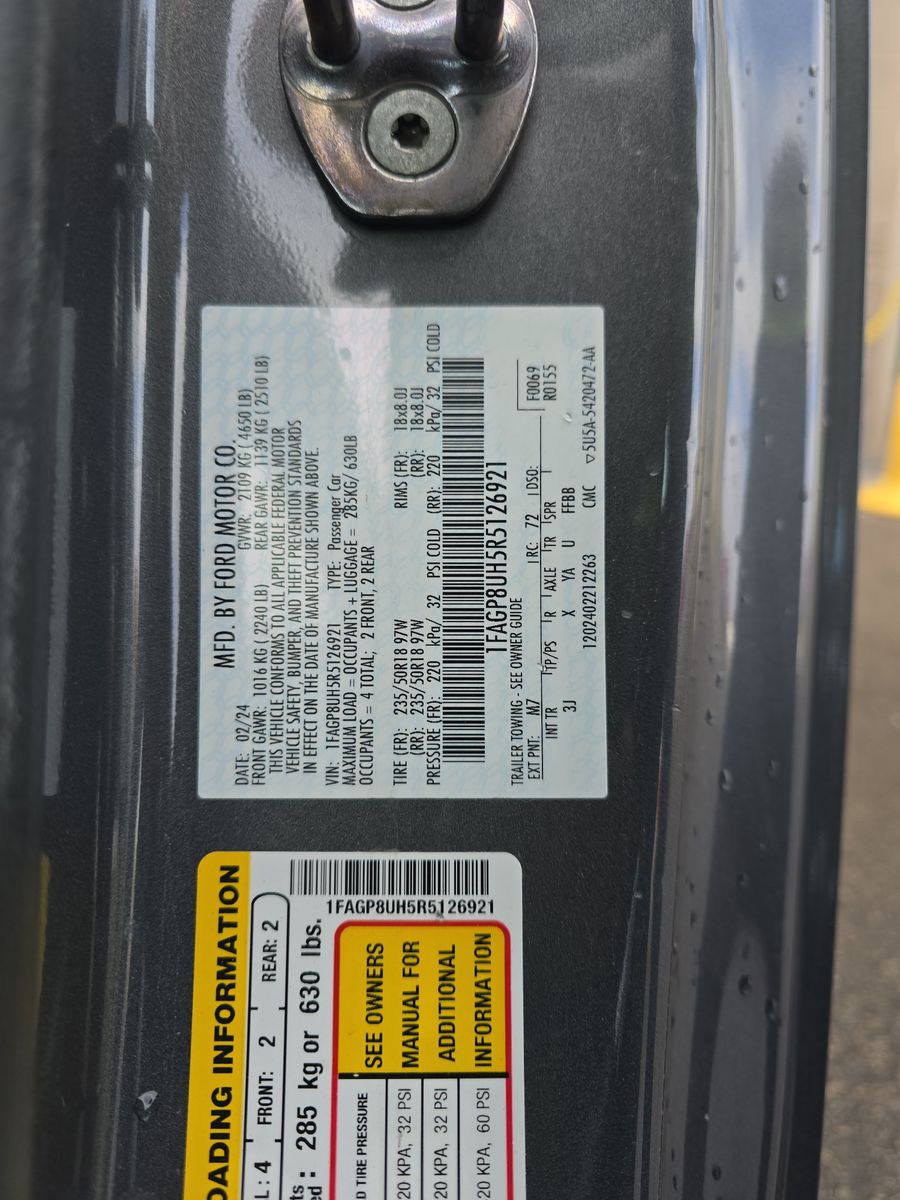 MFD. BY FORD MOTOR CO.
DATE: 02/24 GVWR: 2109 KG ( 4650 LB)
FRONT GAWR: 1016 KG ( 2240 LB) REAR GAWR: 1139 KG ( 2510 LB)
THIS VEHICLE CONFORMS TO ALL APPLICABLE FEDERAL MOTOR
VEHICLE SAFETY, BUMPER, AND THEFT PREVENTION STANDARDS
IN EFFECT ON THE DATE OF MANUFACTURE SHOWN ABOVE.
VIN: 1FAGP8UH5R5126921 TYPE: Passenger Car
MAXIMUM LOAD = OCCUPANTS + LUGGAGE = 285KG/ 630LB
OCCUPANTS = 4 TOTAL; 2 FRONT, 2 REAR
TIRE (FR): 235/50R18 97W RIMS (FR): 18x8.0J
(RR): 235/50R18 97W (RR): 18x8.0J
PRESSURE (FR): 220 kPa/ 32 PSI COLD (RR): 220 kPa/ 32 PSI COLD
1FAGP8UH5R5126921
TRAILER TOWING - SEE OWNER GUIDE
EXT PNT: M7 RC: 72 DSO: F0069
INT TR TP/PS R AXLE TR SPR R0155
3J X YA U FFBB
1202402212263 CMC ▽5U5A-5420472-AA
OADING INFORMATION
L: 4 FRONT: 2 REAR: 2
285 kg or 630 lbs.
1FAGP8UH5R5126921
D TIRE PRESSURE
20 KPA, 32 PSI
20 KPA, 32 PSI
20 KPA, 60 PSI
SEE OWNERS
MANUAL FOR
ADDITIONAL
INFORMATION